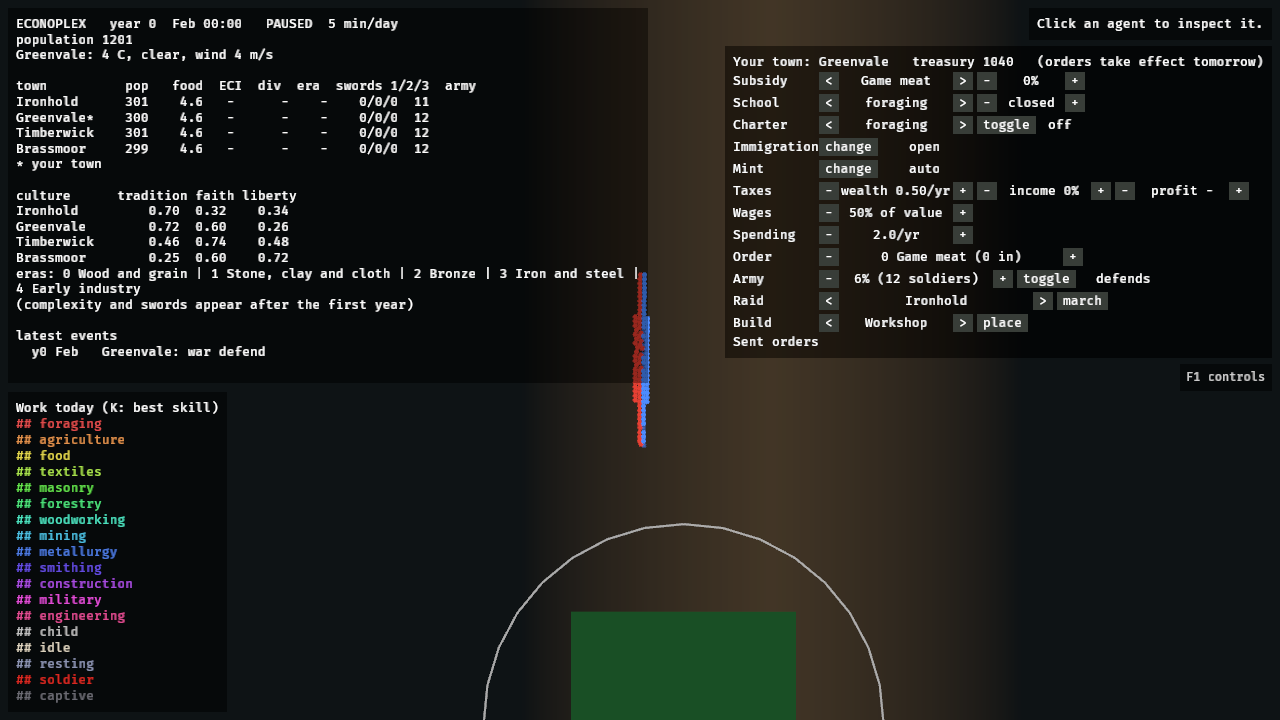 ECONOPLEX   year 0  Feb 00:00   PAUSED  5 min/day
population 1201
Greenvale: 4 C, clear, wind 4 m/s
town          pop   food  ECI  div  era  swords 1/2/3  army
Ironhold      301    4.6   -      -    -    0/0/0  11
Greenvale*    300    4.6   -      -    -    0/0/0  12
Timberwick    301    4.6   -      -    -    0/0/0  12
Brassmoor     299    4.6   -      -    -    0/0/0  12
* your town
culture      tradition faith liberty
Ironhold         0.70  0.32    0.34
Greenvale        0.72  0.60    0.26
Timberwick       0.46  0.74    0.48
Brassmoor        0.25  0.60    0.72
eras: 0 Wood and grain | 1 Stone, clay and cloth | 2 Bronze | 3 Iron and steel |
4 Early industry
(complexity and swords appear after the first year)
latest events
y0 Feb   Greenvale: war defend
Work today (K: best skill)
## foraging
## agriculture
## food
## textiles
## masonry
## forestry
## woodworking
## mining
## metallurgy
## smithing
## construction
## military
## engineering
## child
## idle
## resting
## soldier
## captive
Click an agent to inspect it.
Your town: Greenvale   treasury 1040   (orders take effect tomorrow)
Subsidy < Game meat > - 0% +
School < foraging > - closed +
Charter < foraging > toggle off
Immigration change open
Mint change auto
Taxes - wealth 0.50/yr + - income 0% + - profit - +
Wages - 50% of value +
Spending - 2.0/yr +
Order - 0 Game meat (0 in) +
Army - 6% (12 soldiers) + toggle defends
Raid < Ironhold > march
Build < Workshop > place
Sent orders
F1 controls